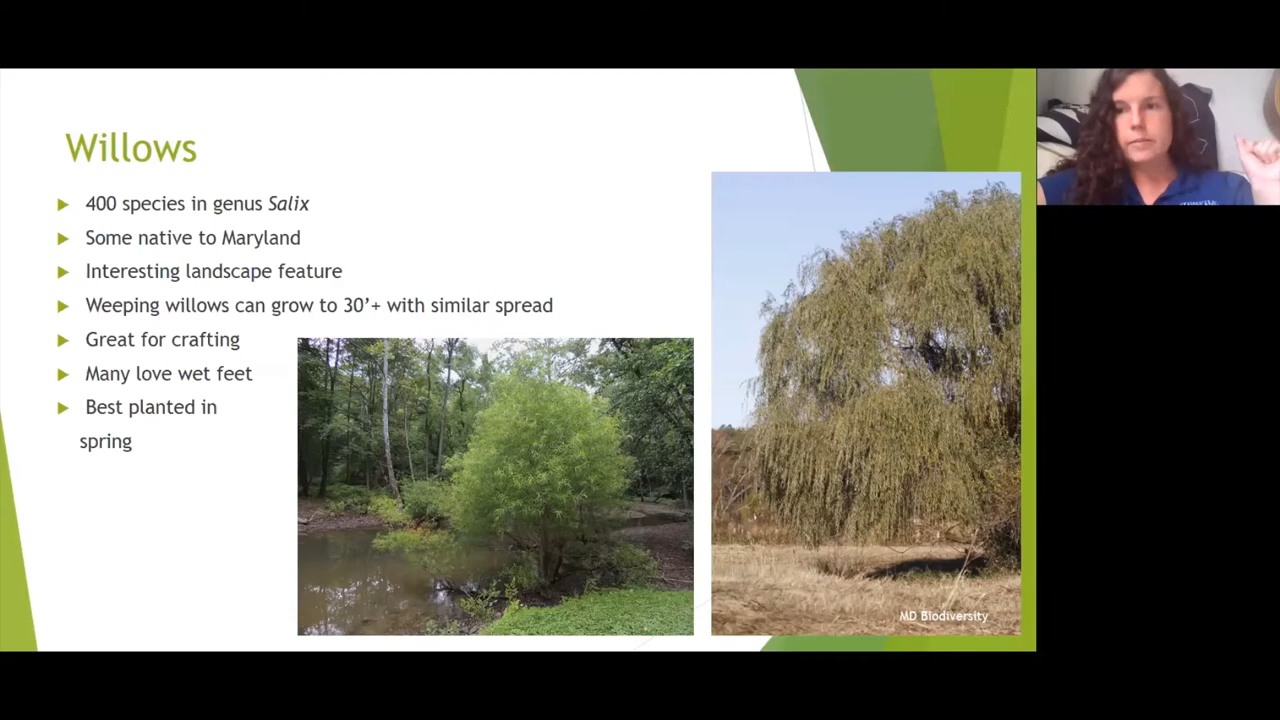 Willows
400 species in genus Salix
Some native to Maryland
Interesting landscape feature
Weeping willows can grow to 30’+ with similar spread
Great for crafting
Many love wet feet
Best planted in
spring
MD Biodiversity